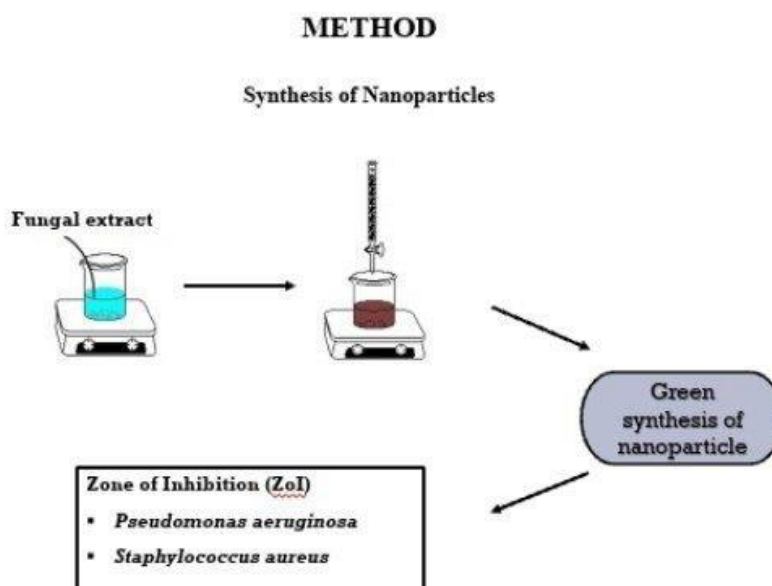 METHOD
Synthesis of Nanoparticles
Fungal extract
Green
synthesis of
nanoparticle
Zone of Inhibition (ZoI)
▪ Pseudomonas aeruginosa
▪ Staphylococcus aureus